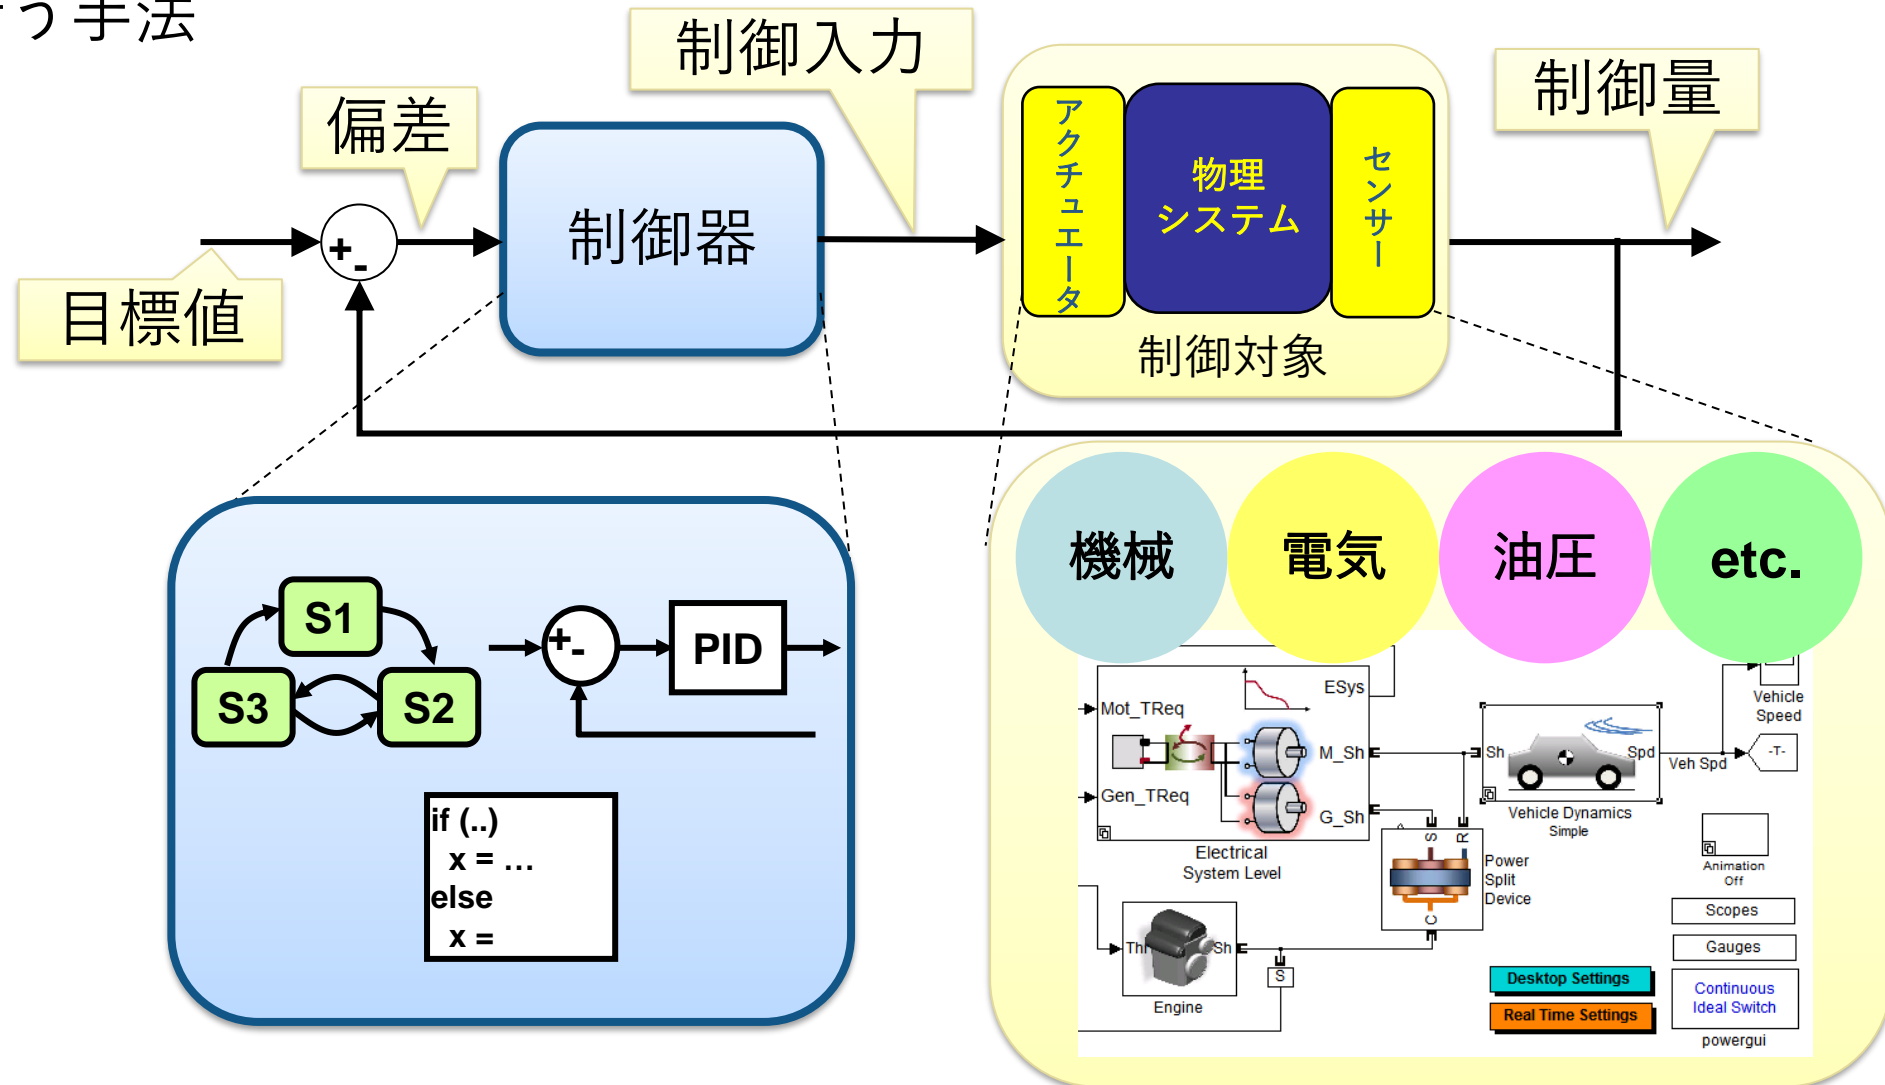 う手法
制御入力
制御量
偏差
目標値
+
-
制御器
アクチュエータ
物理
システム
センサー
制御対象
機械
電気
油圧
etc.
S1
S3
S2
+
-
PID
if (..)
x = …
else
x =
ESys
Mot_TReq
M_Sh
Gen_TReq
G_Sh
Electrical
System Level
Sh
Spd
Veh Spd
Vehicle
Speed
-T-
Vehicle Dynamics
Simple
S
R
C
Power
Split
Device
Animation
Off
Scopes
Gauges
Thr
Sh
S
Engine
Desktop Settings
Real Time Settings
Continuous
Ideal Switch
powergui